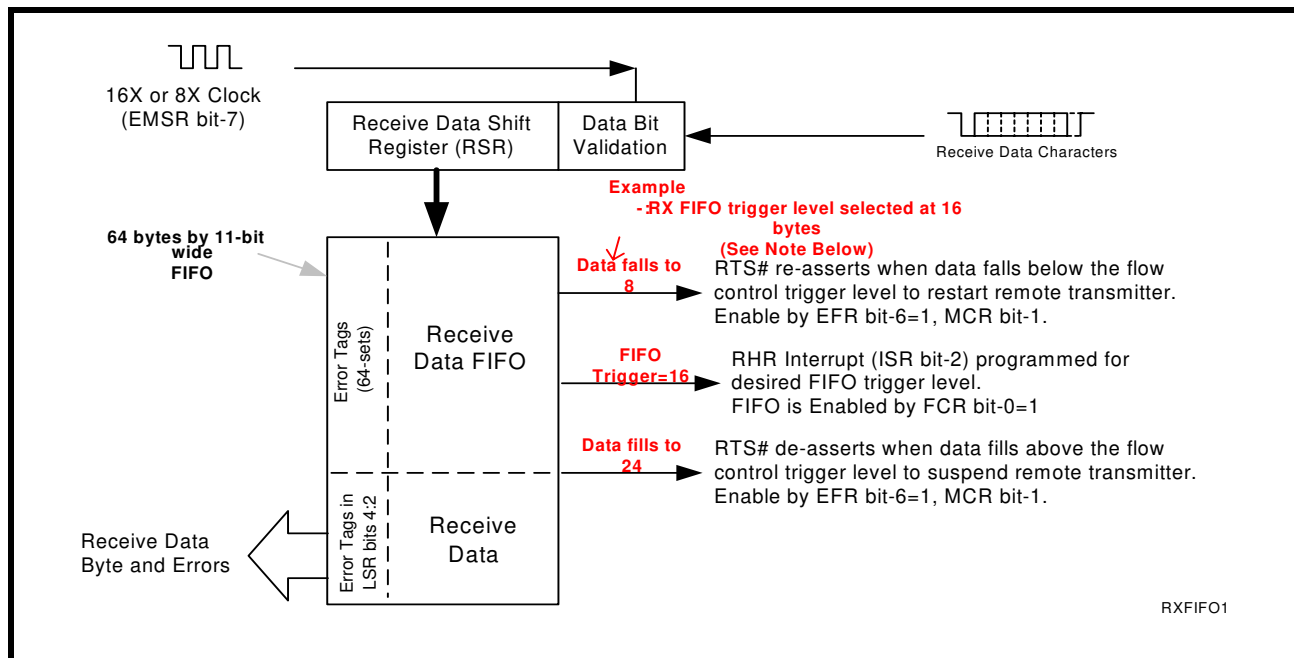 16X or 8X Clock
(EMSR bit-7)
Receive Data Shift
Register (RSR)
Data Bit
Validation
Receive Data Characters
Example
-:RX FIFO trigger level selected at 16
bytes
(See Note Below)
64 bytes by 11-bit
wide
FIFO
Data falls to
8
RTS# re-asserts when data falls below the flow
control trigger level to restart remote transmitter.
Enable by EFR bit-6=1, MCR bit-1.
Error Tags
(64-sets)
Receive
Data FIFO
FIFO
Trigger=16
RHR Interrupt (ISR bit-2) programmed for
desired FIFO trigger level.
FIFO is Enabled by FCR bit-0=1
Data fills to
24
RTS# de-asserts when data fills above the flow
control trigger level to suspend remote transmitter.
Enable by EFR bit-6=1, MCR bit-1.
Error Tags in
LSR bits 4:2
Receive
Data
Receive Data
Byte and Errors
RXFIFO1